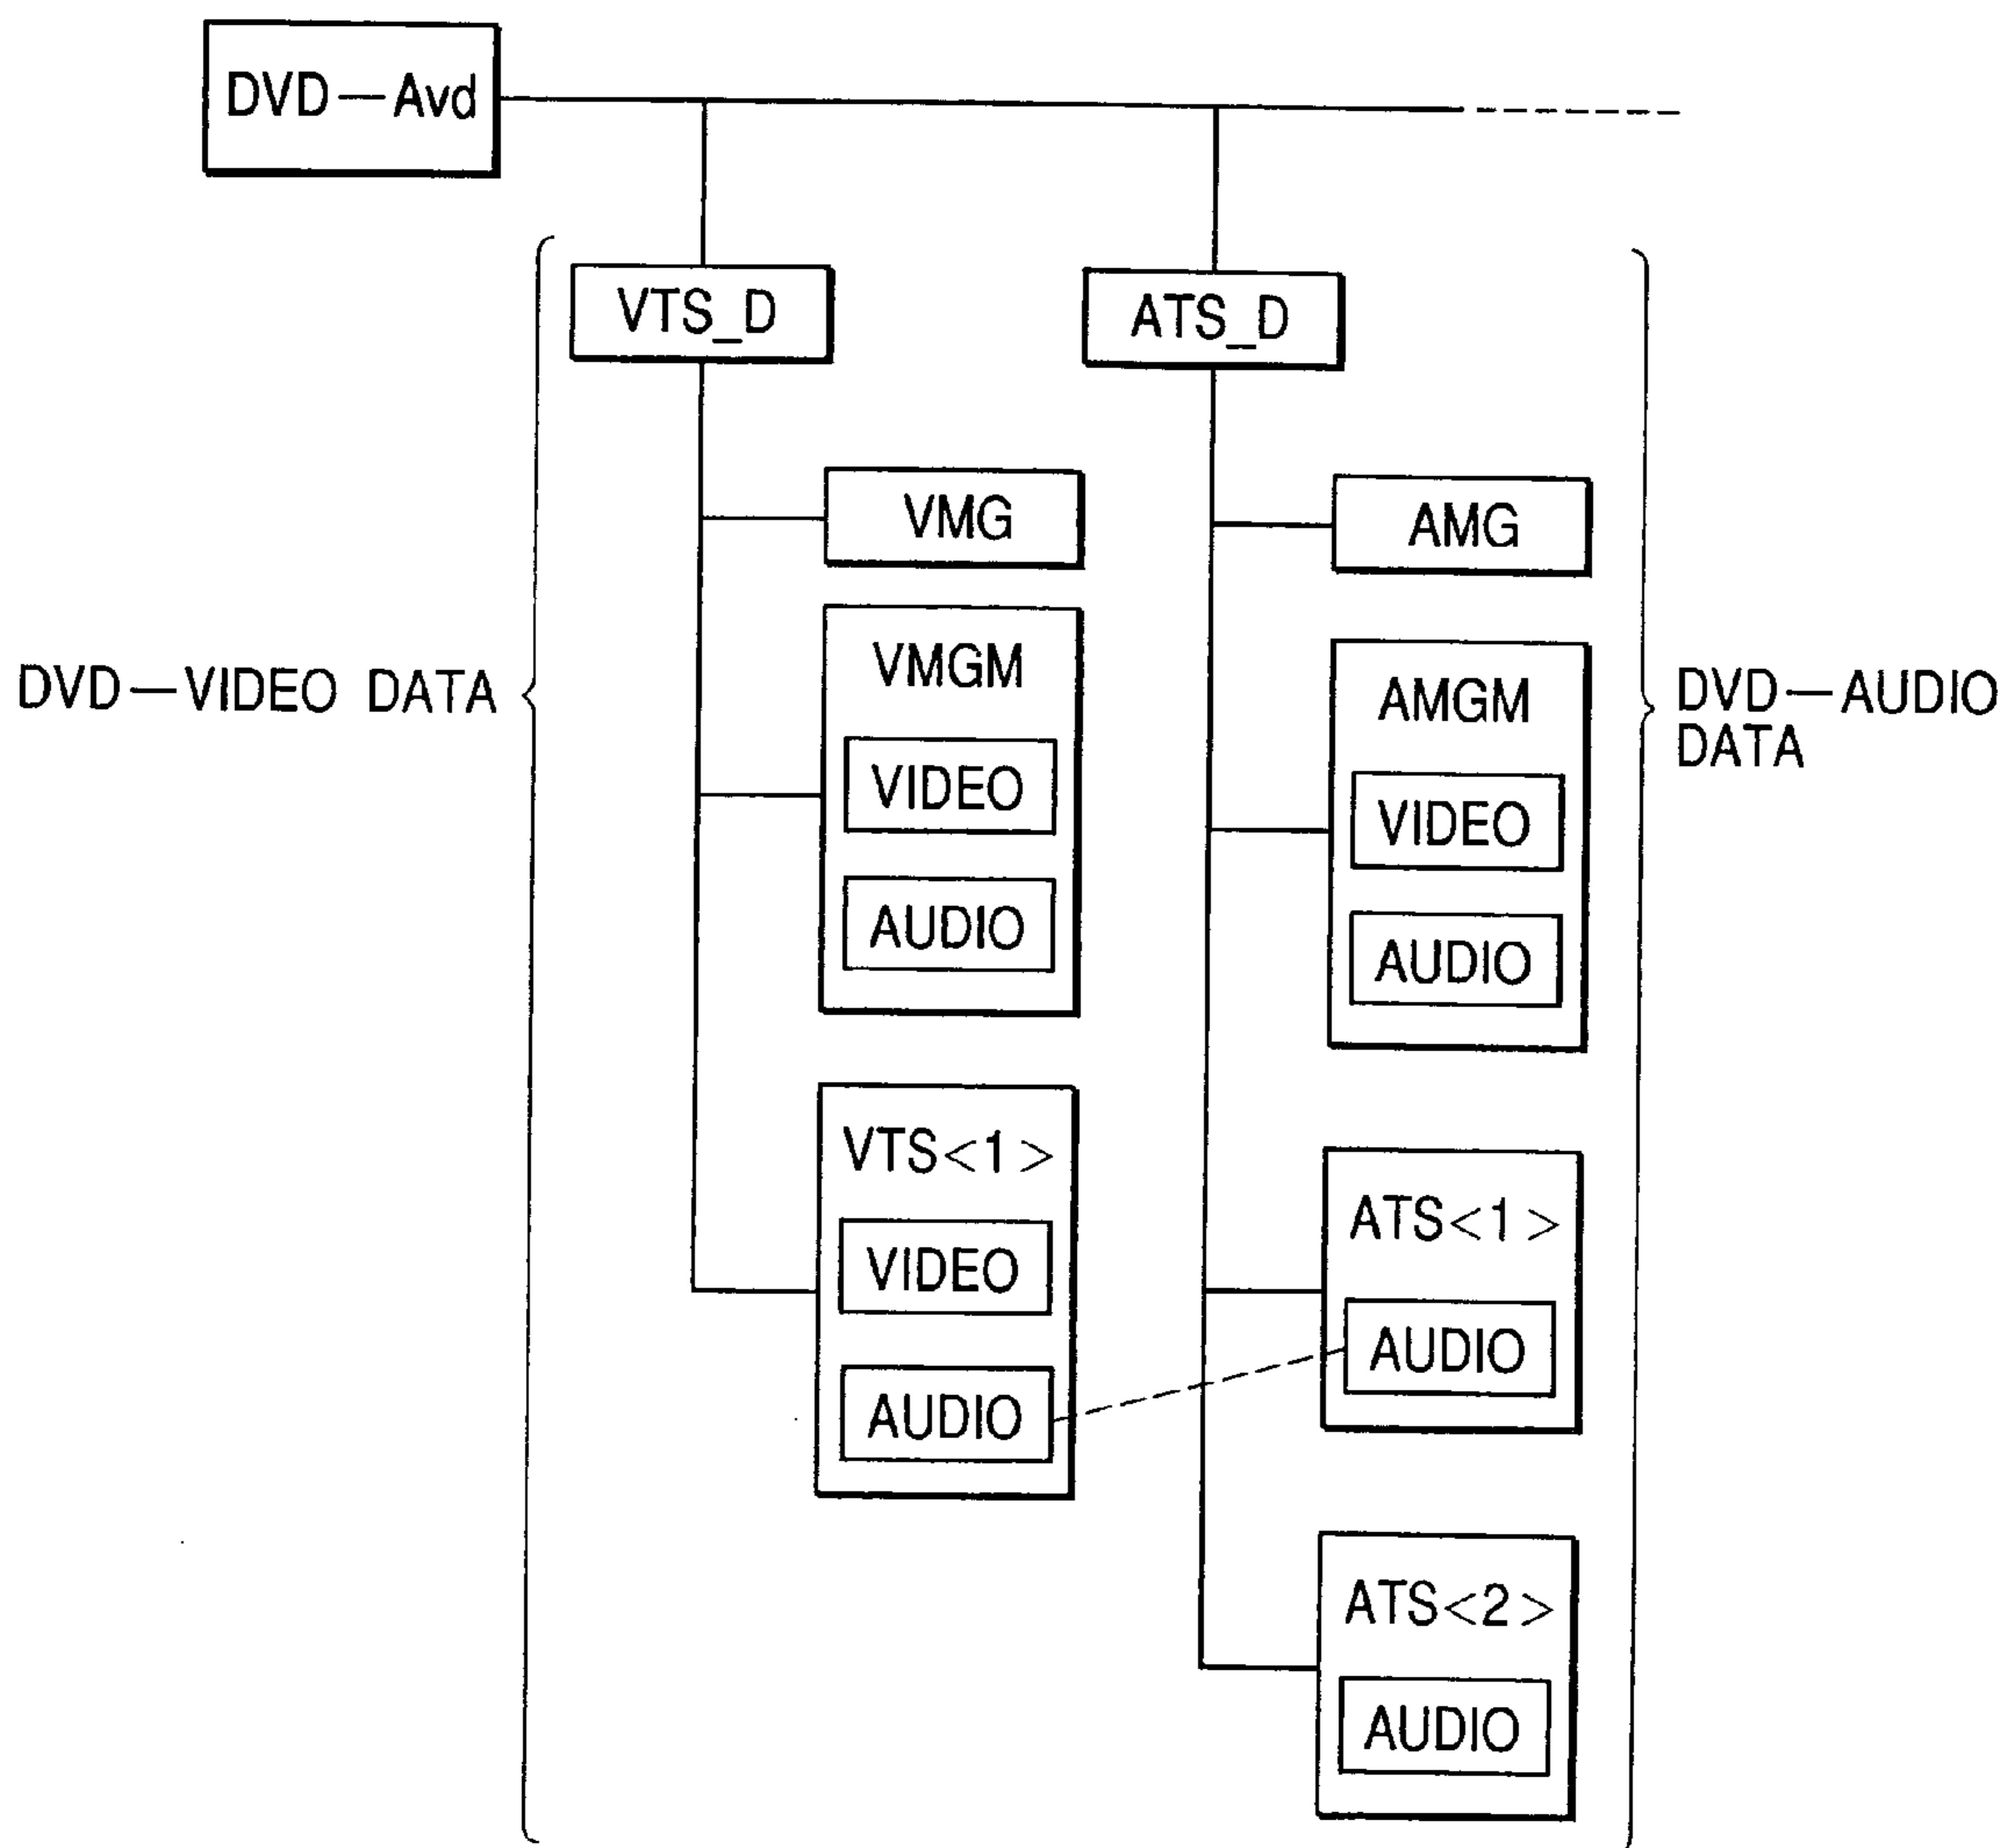 DVD—Avd
VTS_D
ATS_D
VMG
AMG
VMGM
VIDEO
AUDIO
AMGM
VIDEO
AUDIO
DVD—VIDEO DATA
DVD—AUDIO
DATA
VTS<1>
VIDEO
AUDIO
ATS<1>
AUDIO
ATS<2>
AUDIO